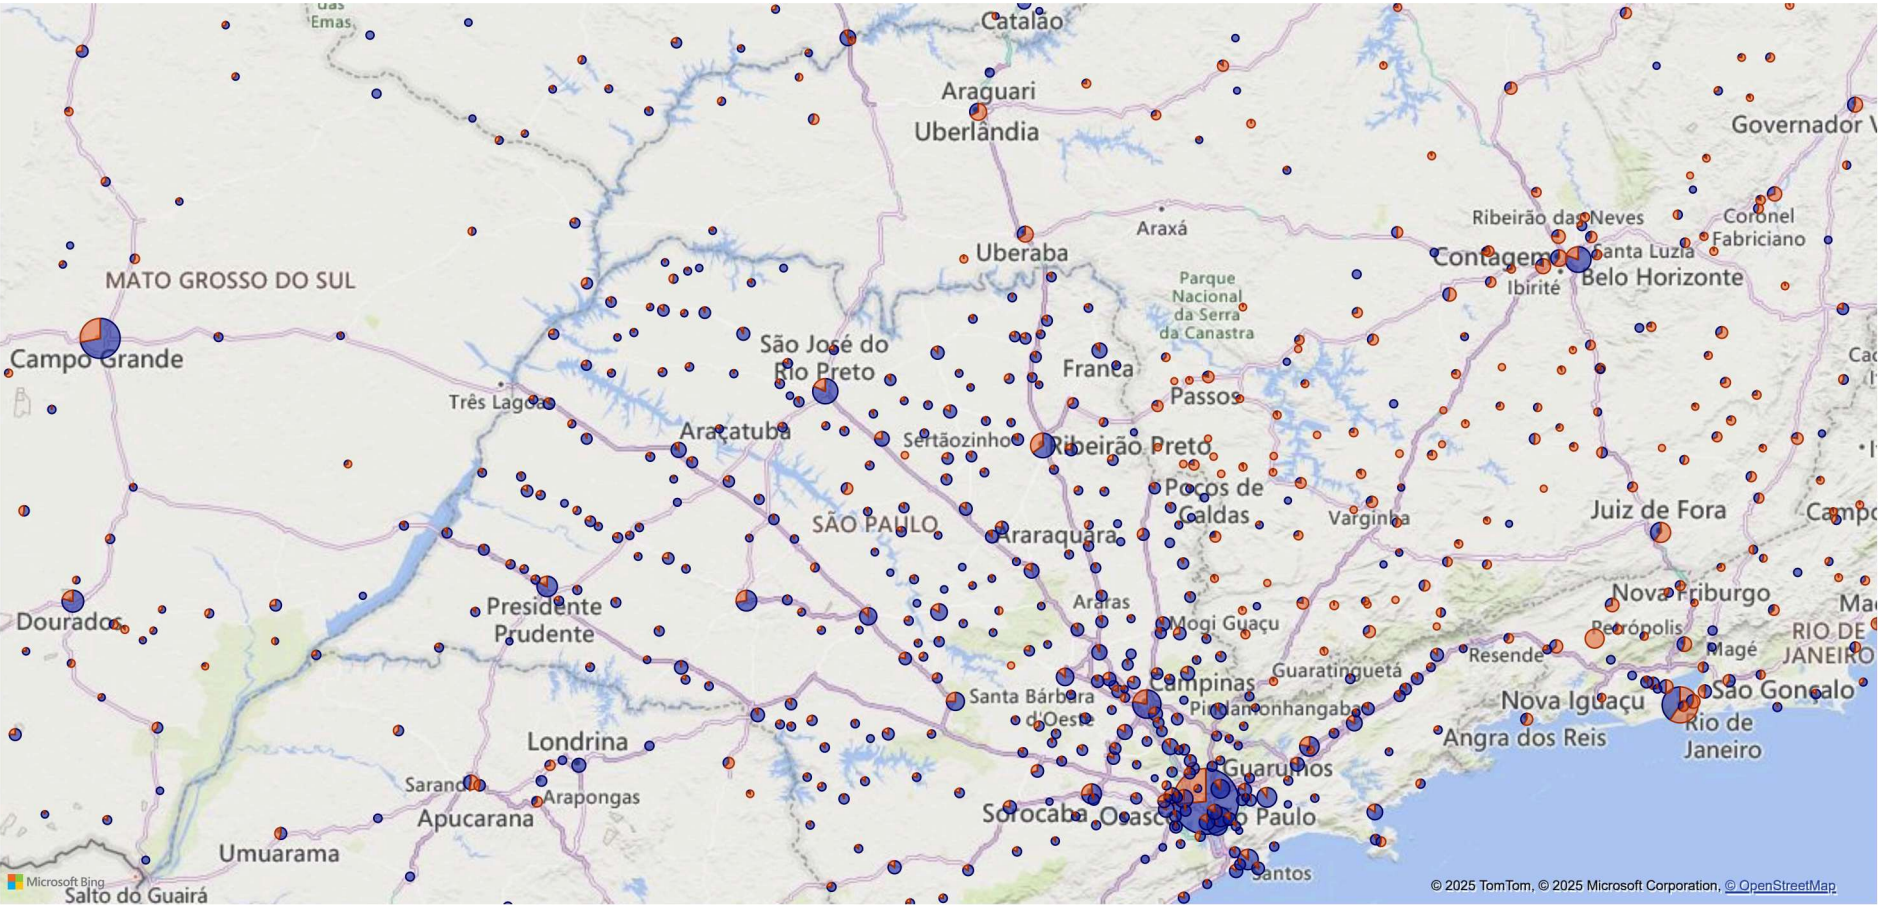 das
Emas
Catalão
Araguari
Uberlândia
Governador V
Araxá
Ribeirão das Neves
Coronel
Fabriciano
Uberaba
Contagem
Santa Luzia
Belo Horizonte
Ibirité
MATO GROSSO DO SUL
Parque
Nacional
da Serra
da Canastra
Campo Grande
São José do
Rio Preto
Franca
Três Lagoas
Passos
Araçatuba
Sertãozinho
Ribeirão Preto
Poços de
Caldas
Varginha
Juiz de Fora
SÃO PAULO
Araraquara
Dourados
Presidente
Prudente
Araras
Mogi Guaçu
Nova Friburgo
Petrópolis
Magé
RIO DE
JANEIRO
Resende
Guaratinguetá
Santa Bárbara
d'Oeste
Campinas
Pindamonhangaba
Nova Iguaçu
São Gonçalo
Rio de
Janeiro
Angra dos Reis
Londrina
Sarandi
Arapongas
Apucarana
Guarulhos
Sorocaba
Osasco
o Paulo
Umuarama
Santos
Salto do Guairá
Microsoft Bing
© 2025 TomTom, © 2025 Microsoft Corporation, © OpenStreetMap